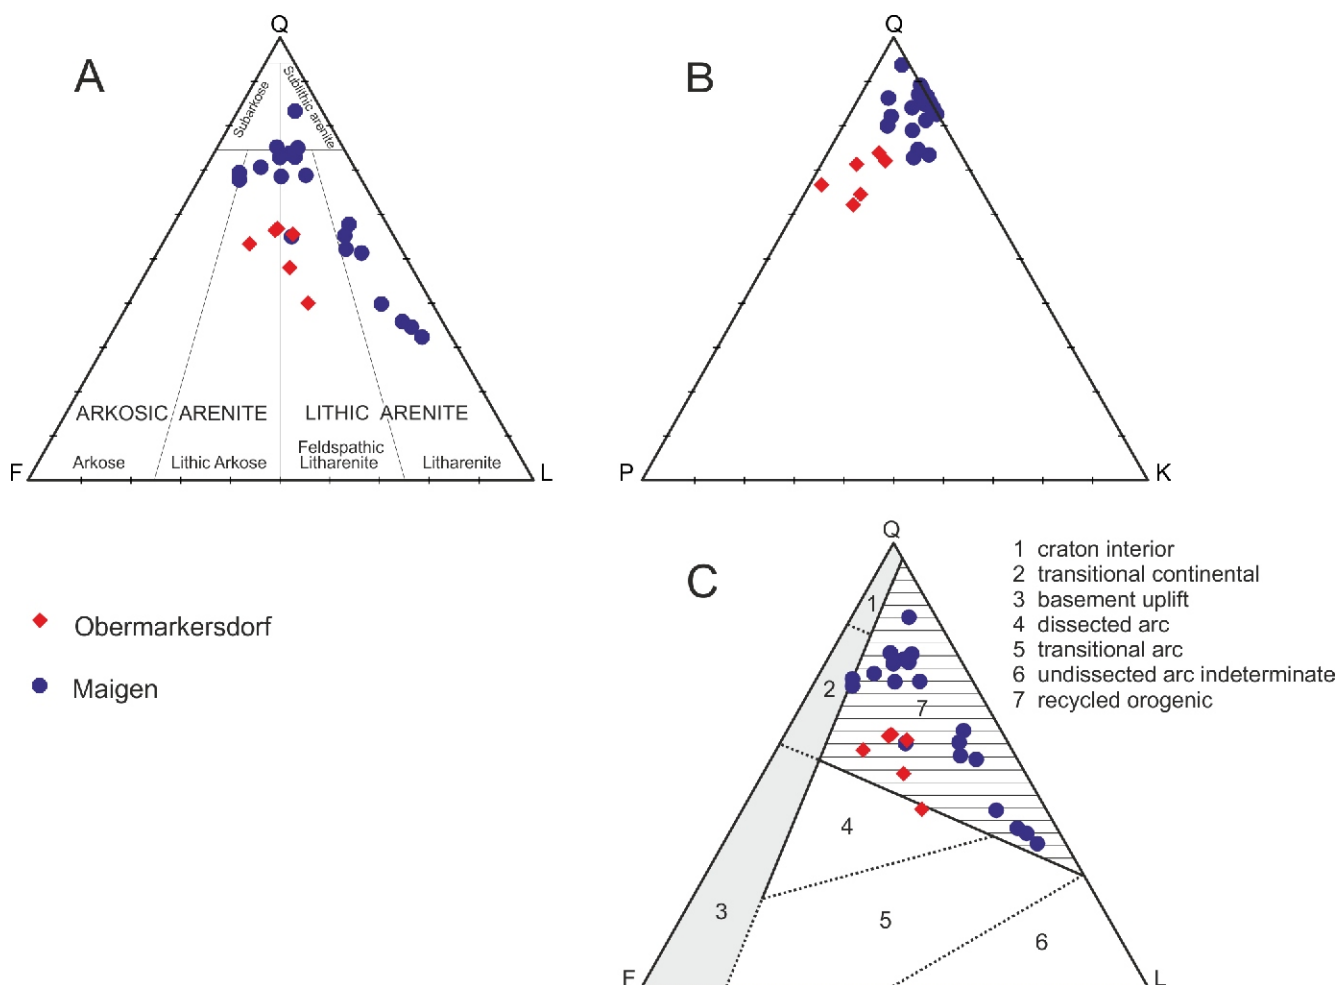 Q
A
Subarkose
Sublithic arenite
ARKOSIC ARENITE LITHIC ARENITE
Feldspathic
Arkose Lithic Arkose Litharenite Litharenite
F L
Q
B
P K
Obermarkersdorf
Maigen
Q
C
1
2
7
4
3
5
6
F L
1 craton interior
2 transitional continental
3 basement uplift
4 dissected arc
5 transitional arc
6 undissected arc indeterminate
7 recycled orogenic